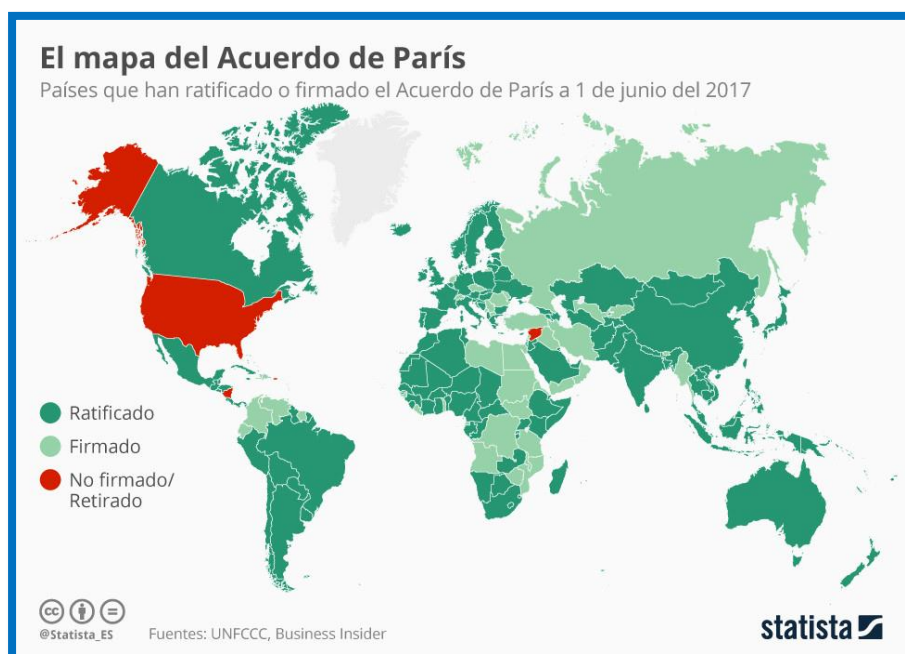 El mapa del Acuerdo de París
Países que han ratificado o firmado el Acuerdo de París a 1 de junio del 2017
Ratificado
Firmado
No firmado/
Retirado
cc
@Statista_ES
Fuentes: UNFCCC, Business Insider
statista